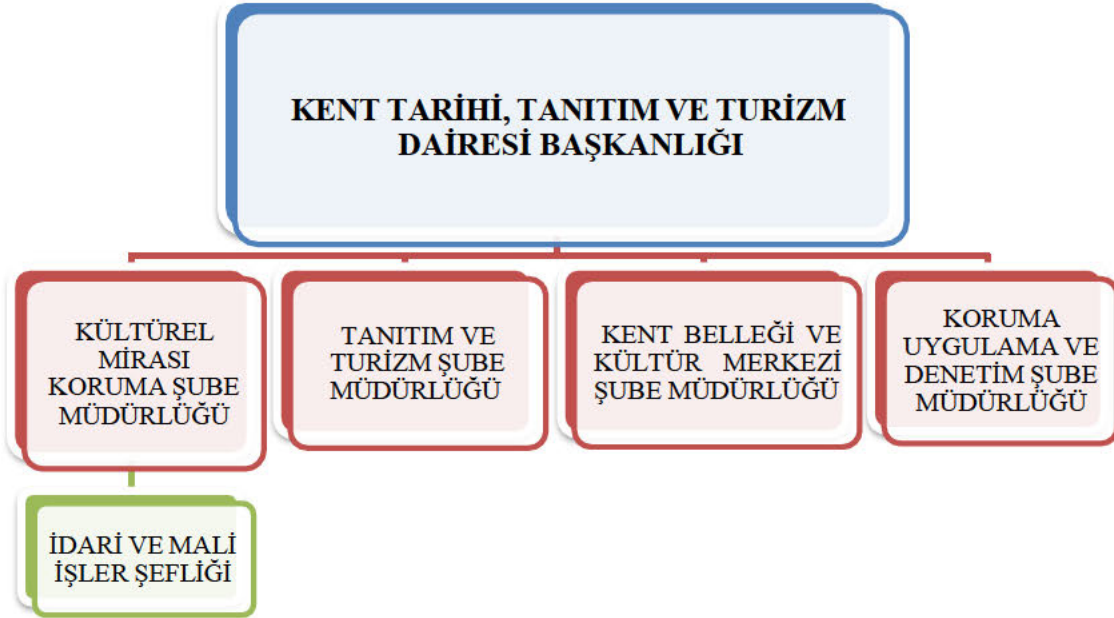 KENT TARİHİ, TANITIM VE TURİZM
DAİRESİ BAŞKANLIĞI
KÜLTÜREL
MİRASI
KORUMA ŞUBE
MÜDÜRLÜĞÜ
TANITIM VE
TURİZM ŞUBE
MÜDÜRLÜĞÜ
KENT BELLEĞİ VE
KÜLTÜR MERKEZİ
ŞUBE MÜDÜRLÜĞÜ
KORUMA
UYGULAMA VE
DENETİM ŞUBE
MÜDÜRLÜĞÜ
İDARİ VE MALİ
İŞLER ŞEFLİĞİ